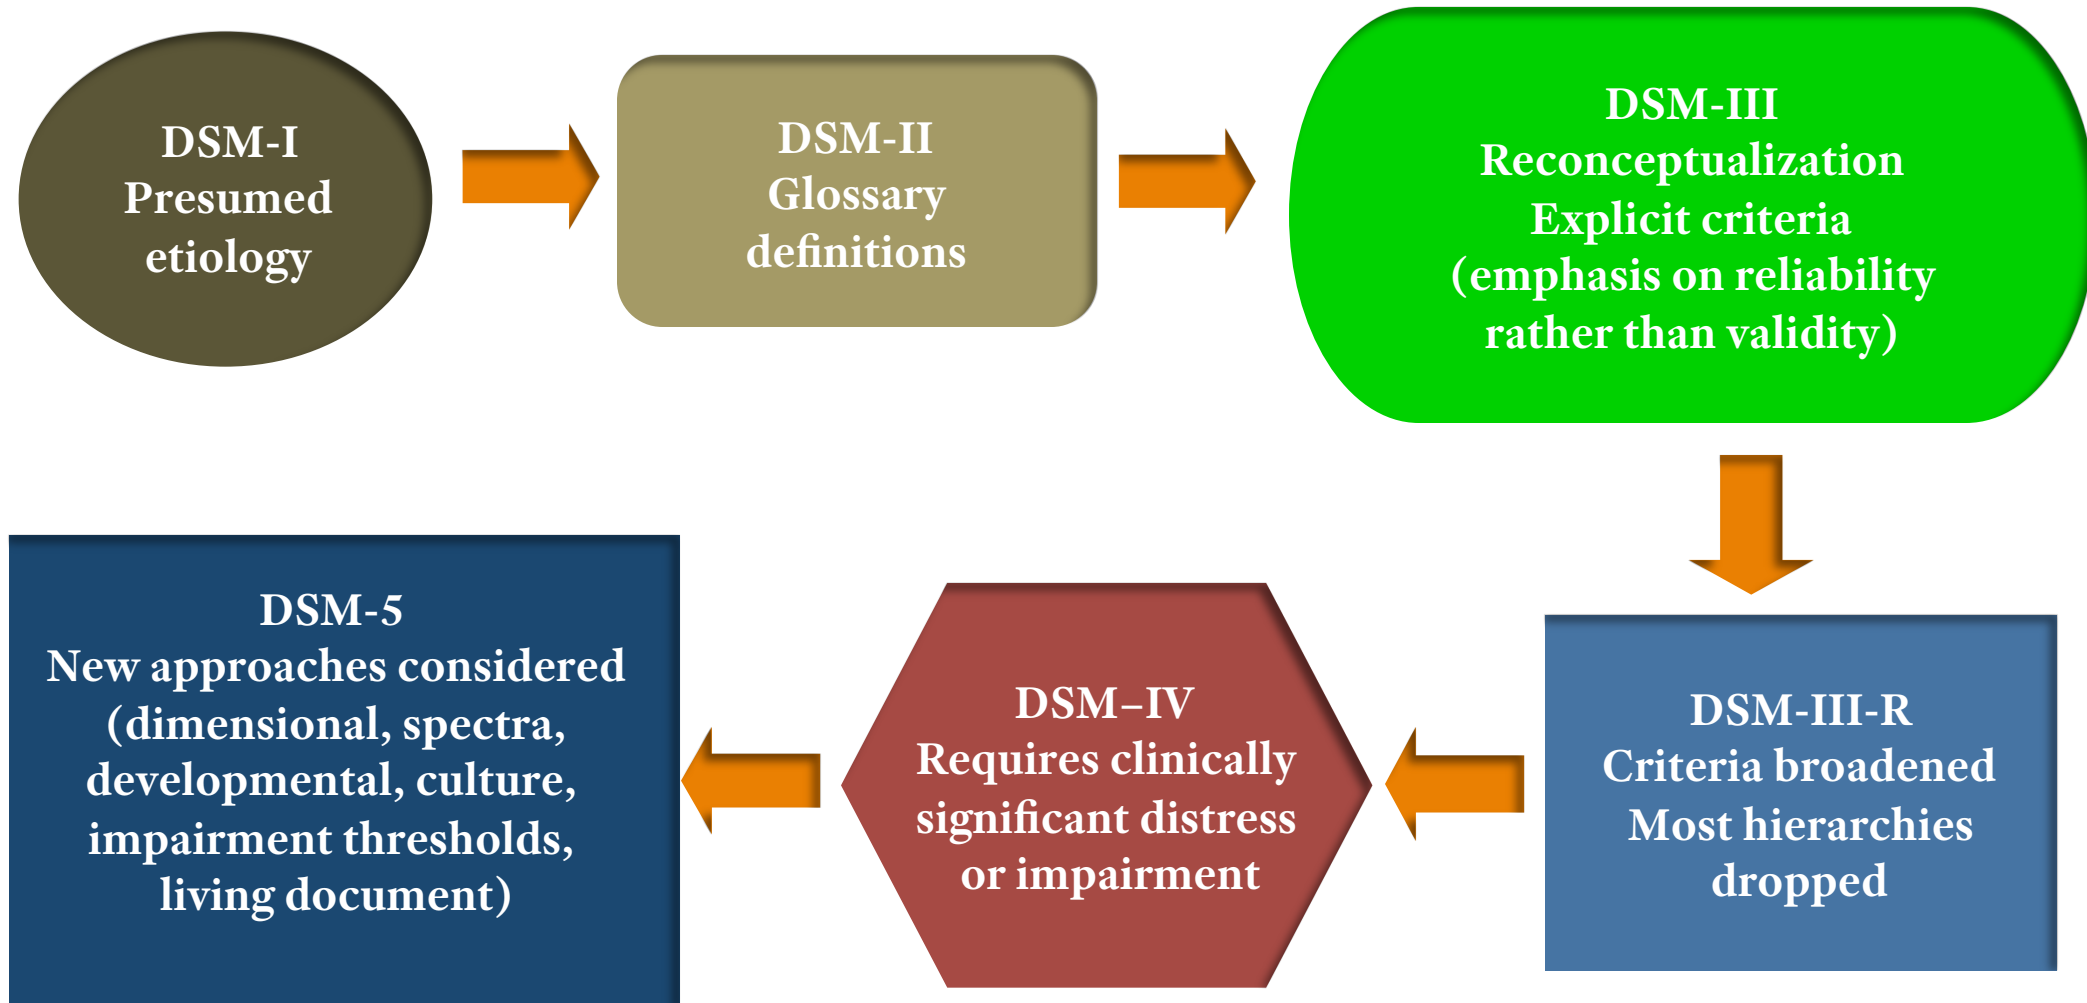 DSM-I
Presumed
etiology
DSM-II
Glossary
definitions
DSM-III
Reconceptualization
Explicit criteria
(emphasis on reliability
rather than validity)
DSM-III-R
Criteria broadened
Most hierarchies
dropped
DSM–IV
Requires clinically
significant distress
or impairment
DSM-5
New approaches considered
(dimensional, spectra,
developmental, culture,
impairment thresholds,
living document)